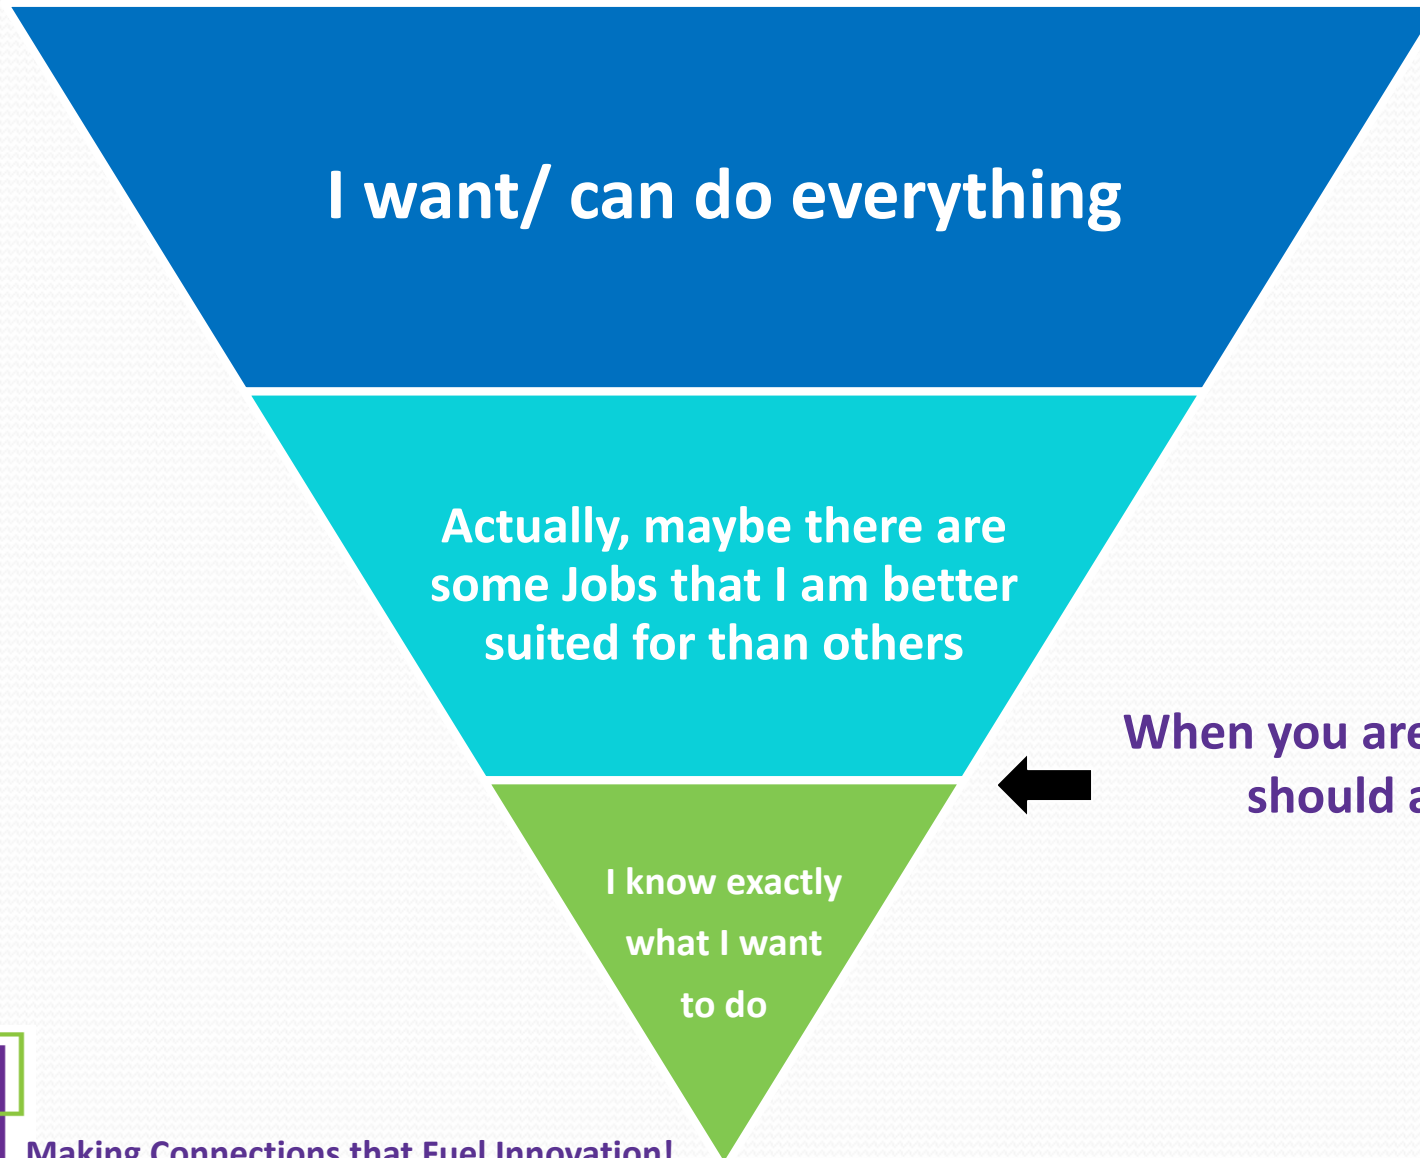 I want/ can do everything
Actually, maybe there are
some Jobs that I am better
suited for than others
When you are
should a
I know exactly
what I want
to do
Making Connections that Fuel Innovation!